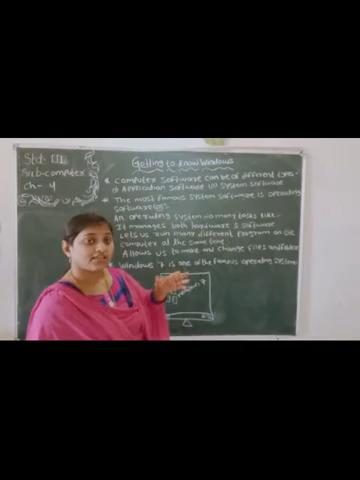 Std. III
Sub-computer
Ch- 4
Getting to know Windows
* Computer software can be of different types -
Application software (ii) System software
* The most famous system software is operating
software (OS).
An operating system do many tasks like -
It manages both hardware & software
Lets us run many different program on the
computer at the same time
Allows us to make and change files and folder
* Windows 7 is one of the famous operating system